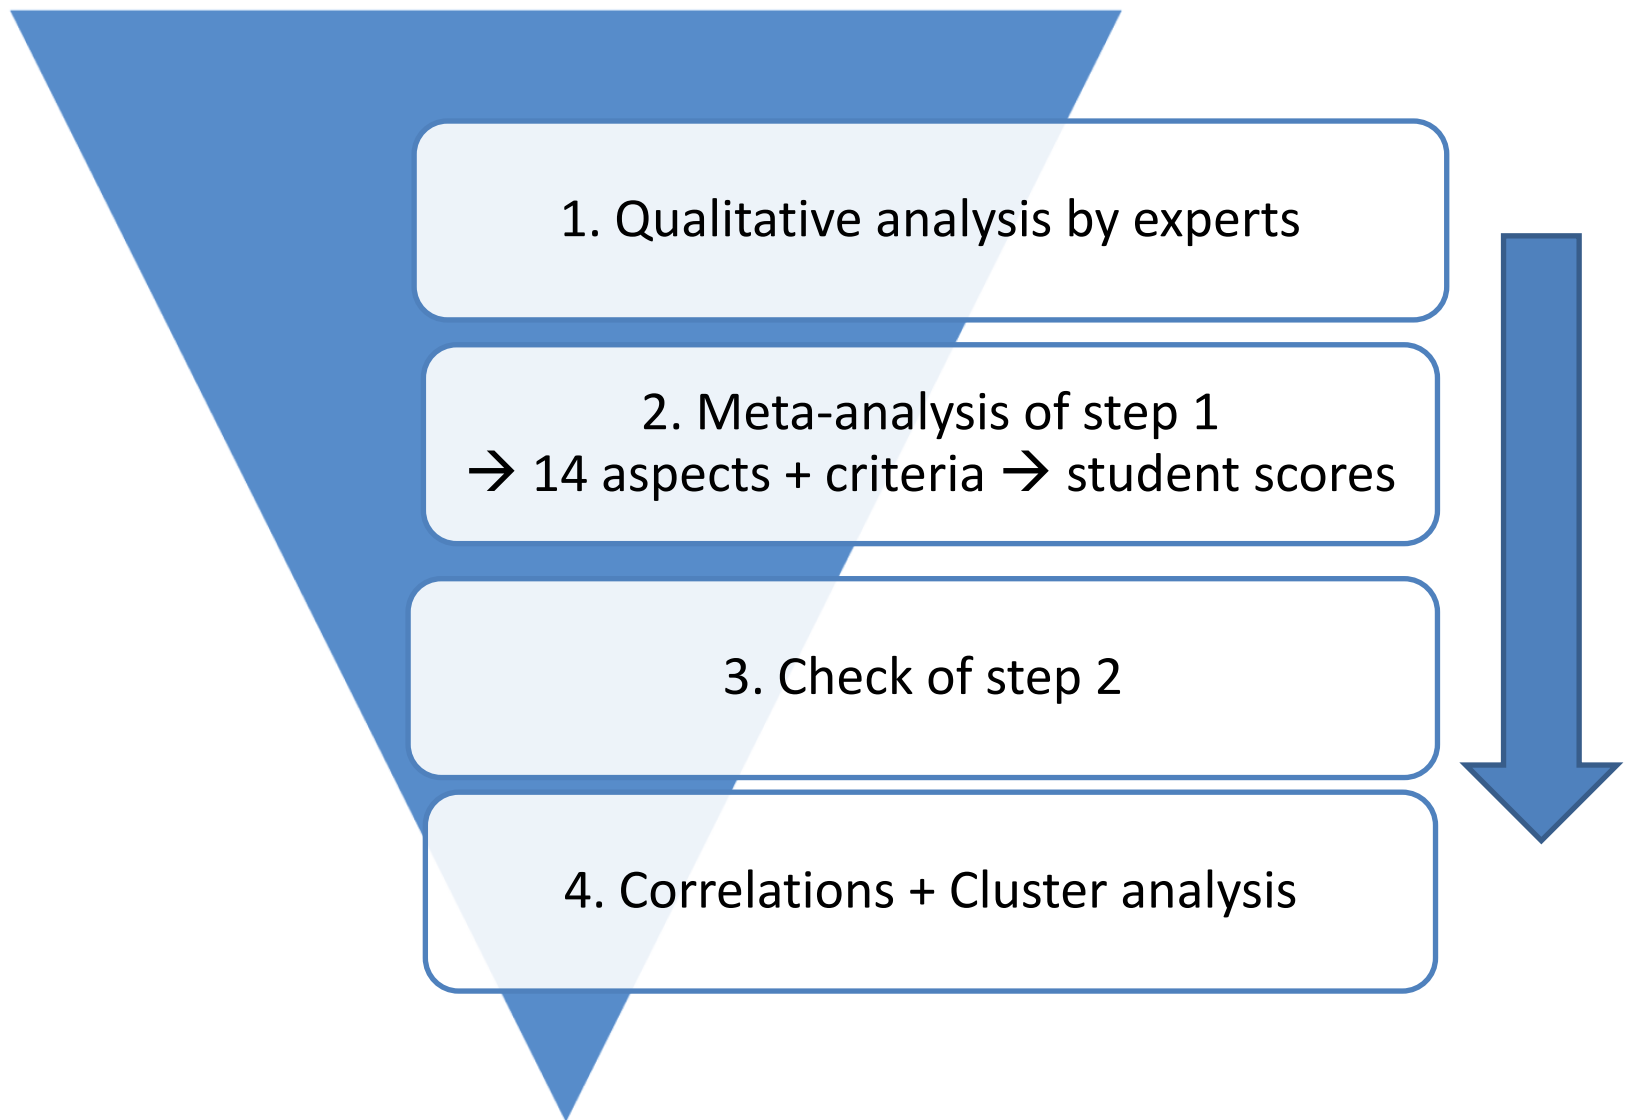 1. Qualitative analysis by experts
2. Meta-analysis of step 1
→ 14 aspects + criteria → student scores
3. Check of step 2
4. Correlations + Cluster analysis